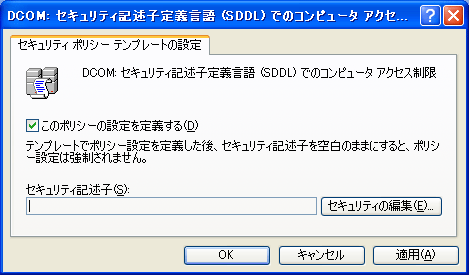 DCOM: セキュリティ記述子定義言語 (SDDL) でのコンピュータ アクセ...
セキュリティ ポリシー テンプレートの設定
DCOM: セキュリティ記述子定義言語 (SDDL) でのコンピュータ アクセス制限
このポリシーの設定を定義する(D)
テンプレートでポリシー設定を定義した後、セキュリティ記述子を空白のままにすると、ポリシ
ー設定は強制されません。
セキュリティ記述子(S):
セキュリティの編集(E)...
OK キャンセル 適用(A)